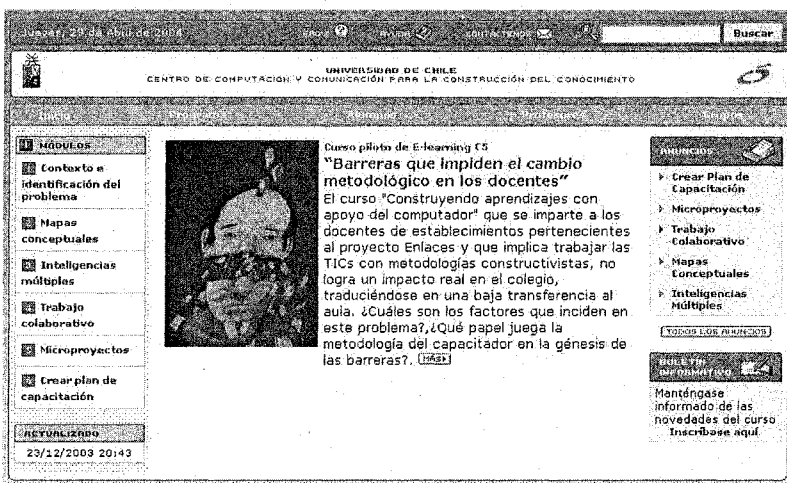 Jueves, 29 de Abril de 2004
AYUDA
CONTÁCTENOS
Buscar
UNIVERSIDAD DE CHILE
CENTRO DE COMPUTACIÓN Y COMUNICACIÓN PARA LA CONSTRUCCIÓN DEL CONOCIMIENTO
C5
MÓDULOS
Contexto e
identificación del
problema
Mapas
conceptuales
Inteligencias
múltiples
Trabajo
colaborativo
Microproyectos
Crear plan de
capacitación
ACTUALIZADO
23/12/2003 20:43
Curso piloto de E-learning C5
"Barreras que impiden el cambio
metodológico en los docentes"
El curso "Construyendo aprendizajes con
apoyo del computador" que se imparte a los
docentes de establecimientos pertenecientes
al proyecto Enlaces y que implica trabajar las
TICs con metodologías constructivistas, no
logra un impacto real en el colegio,
traduciéndose en una baja transferencia al
aula. ¿Cuáles son los factores que inciden en
este problema?,¿Qué papel juega la
metodología del capacitador en la génesis de
las barreras?. MÁS
ANUNCIOS
Crear Plan de
Capacitación
Microproyectos
Trabajo
Colaborativo
Mapas
Conceptuales
Inteligencias
Múltiples
TODOS LOS ANUNCIOS
BOLETÍN
INFORMATIVO
Manténgase
informado de las
novedades del curso
Inscríbase aquí.